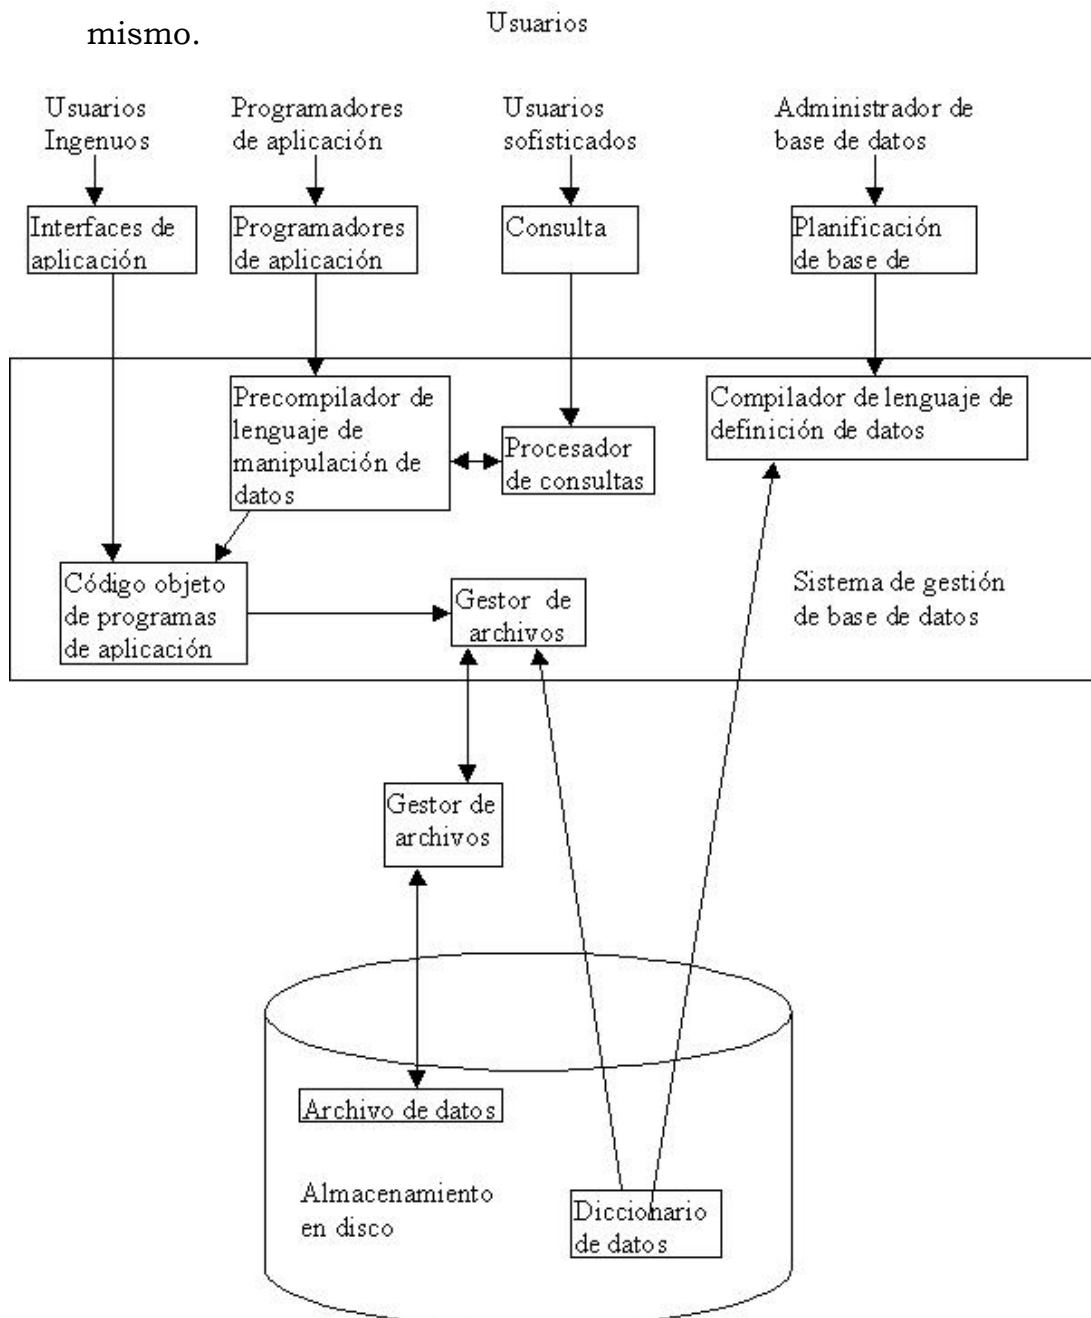 mismo.
Usuarios
Usuarios
Ingenuos
Programadores
de aplicación
Usuarios
sofisticados
Administrador de
base de datos
Interfaces de
aplicación
Programadores
de aplicación
Consulta
Planificación
de base de
Precompilador de
lenguaje de
manipulación de
datos
Procesador
de consultas
Compilador de lenguaje de
definición de datos
Código objeto
de programas
de aplicación
Gestor de
archivos
Sistema de gestión
de base de datos
Gestor de
archivos
Archivo de datos
Almacenamiento
en disco
Diccionario
de datos